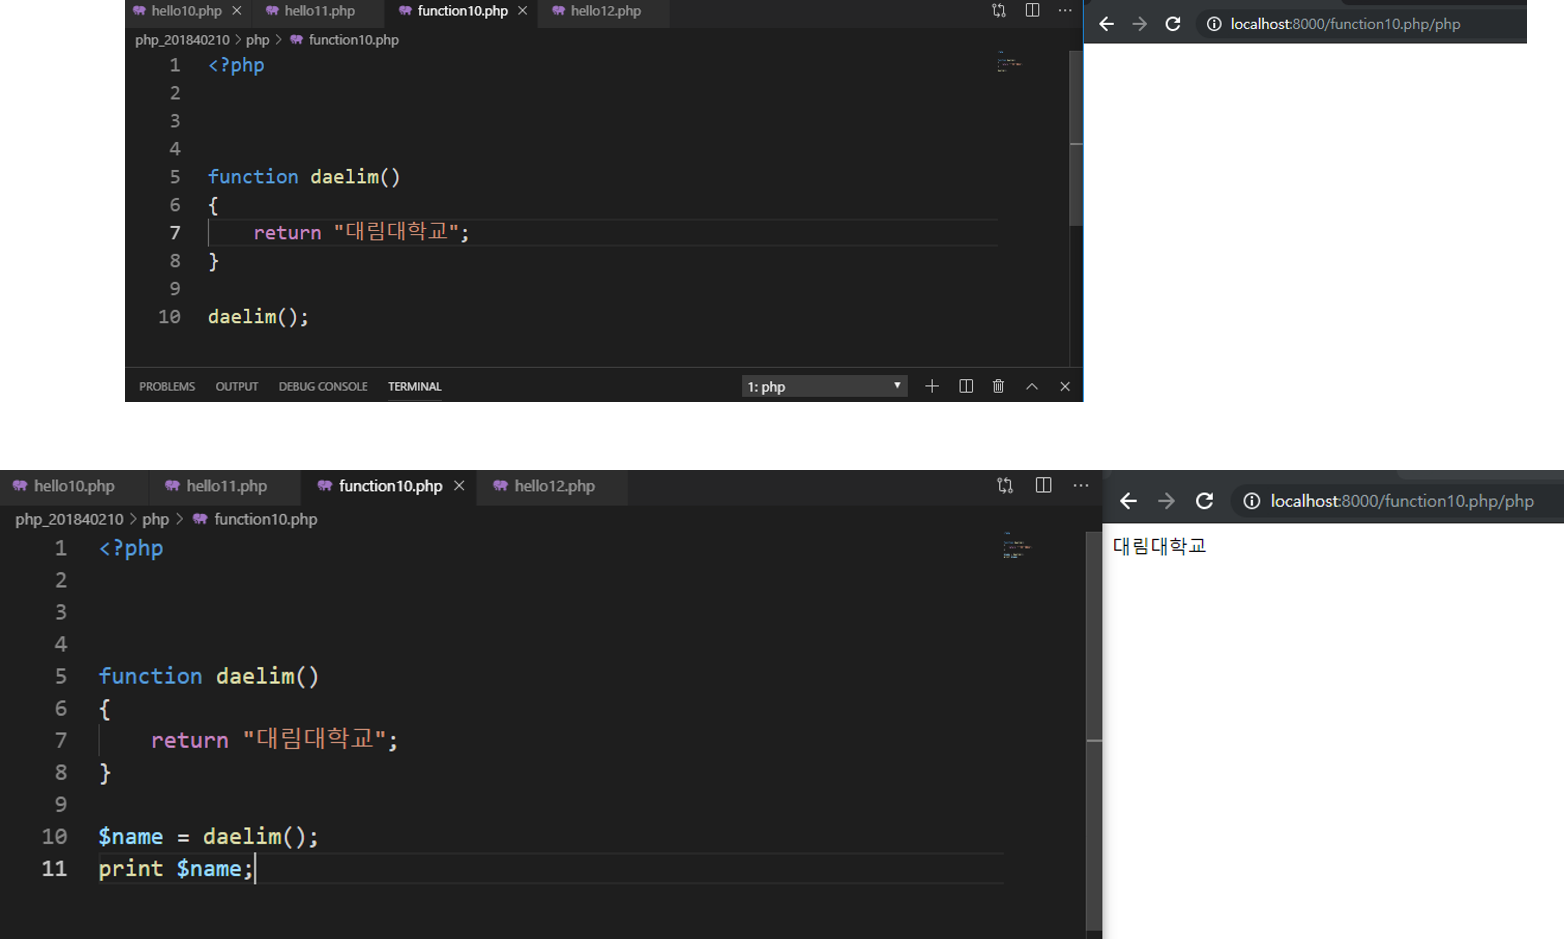 hello10.php hello11.php function10.php hello12.php
localhost:8000/function10.php/php
php_201840210 > php > function10.php
1 <?php
2
3
4
5 function daelim()
6 {
7 return "대림대학교";
8 }
9
10 daelim();
PROBLEMS OUTPUT DEBUG CONSOLE TERMINAL 1: php
hello10.php hello11.php function10.php hello12.php
localhost:8000/function10.php/php
php_201840210 > php > function10.php
대림대학교
1 <?php
2
3
4
5 function daelim()
6 {
7 return "대림대학교";
8 }
9
10 $name = daelim();
11 print $name;